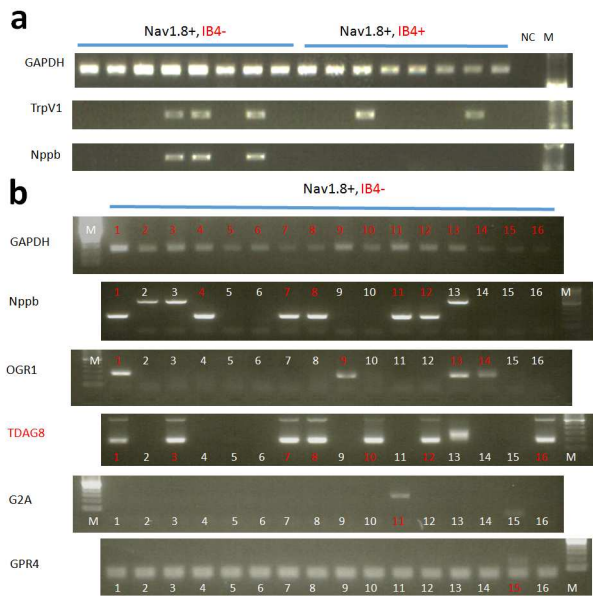 a
Nav1.8+, IB4-
Nav1.8+, IB4+
NC M
GAPDH
TrpV1
Nppb
b
Nav1.8+, IB4-
GAPDH
M 1 2 3 4 5 6 7 8 9 10 11 12 13 14 15 16
Nppb
1 2 3 4 5 6 7 8 9 10 11 12 13 14 15 16 M
OGR1
M 1 2 3 4 5 6 7 8 9 10 11 12 13 14 15 16
TDAG8
1 2 3 4 5 6 7 8 9 10 11 12 13 14 15 16 M
G2A
M 1 2 3 4 5 6 7 8 9 10 11 12 13 14 15 16
GPR4
1 2 3 4 5 6 7 8 9 10 11 12 13 14 15 16 M